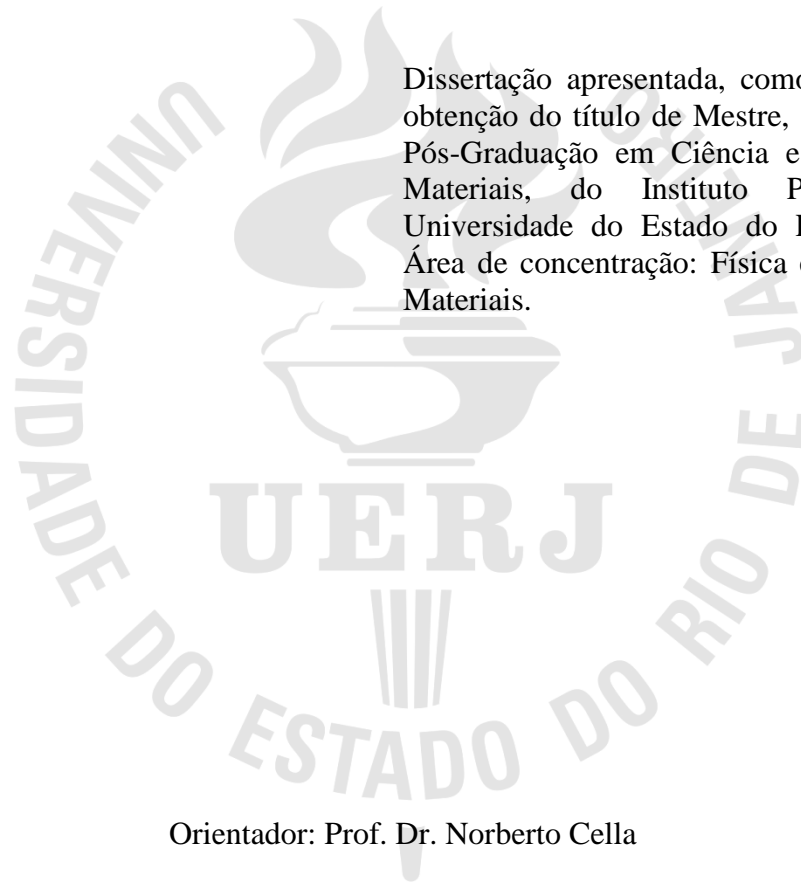 Dissertação apresentada, como
obtenção do título de Mestre,
Pós-Graduação em Ciência e
Materiais, do Instituto P
Universidade do Estado do
Área de concentração: Física
Materiais.
UNIVERSIDADE DO ESTADO DO RIO DE JANEIRO
UERJ
Orientador: Prof. Dr. Norberto Cella